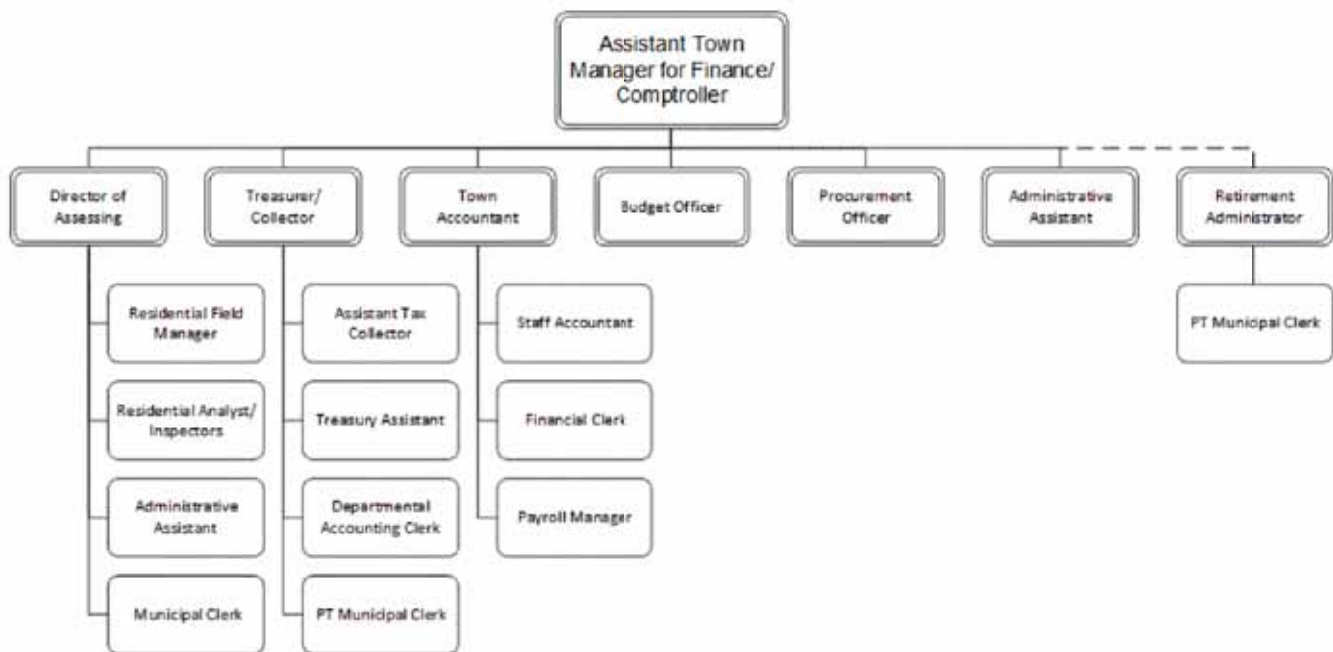 Assistant Town
Manager for Finance/
Comptroller
Director of
Assessing
Treasurer/
Collector
Town
Accountant
Budget Officer
Procurement
Officer
Administrative
Assistant
Retirement
Administrator
Residential Field
Manager
Assistant Tax
Collector
Staff Accountant
PT Municipal Clerk
Residential Analyst/
Inspectors
Treasury Assistant
Financial Clerk
Administrative
Assistant
Departmental
Accounting Clerk
Payroll Manager
Municipal Clerk
PT Municipal Clerk